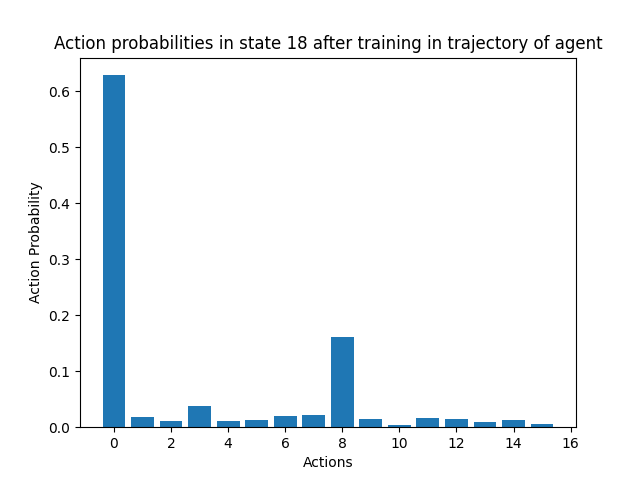 Action probabilities in state 18 after training in trajectory of agent
0.6
0.5
0.4
0.3
0.2
0.1
0.0
Action Probability
0 2 4 6 8 10 12 14 16
Actions